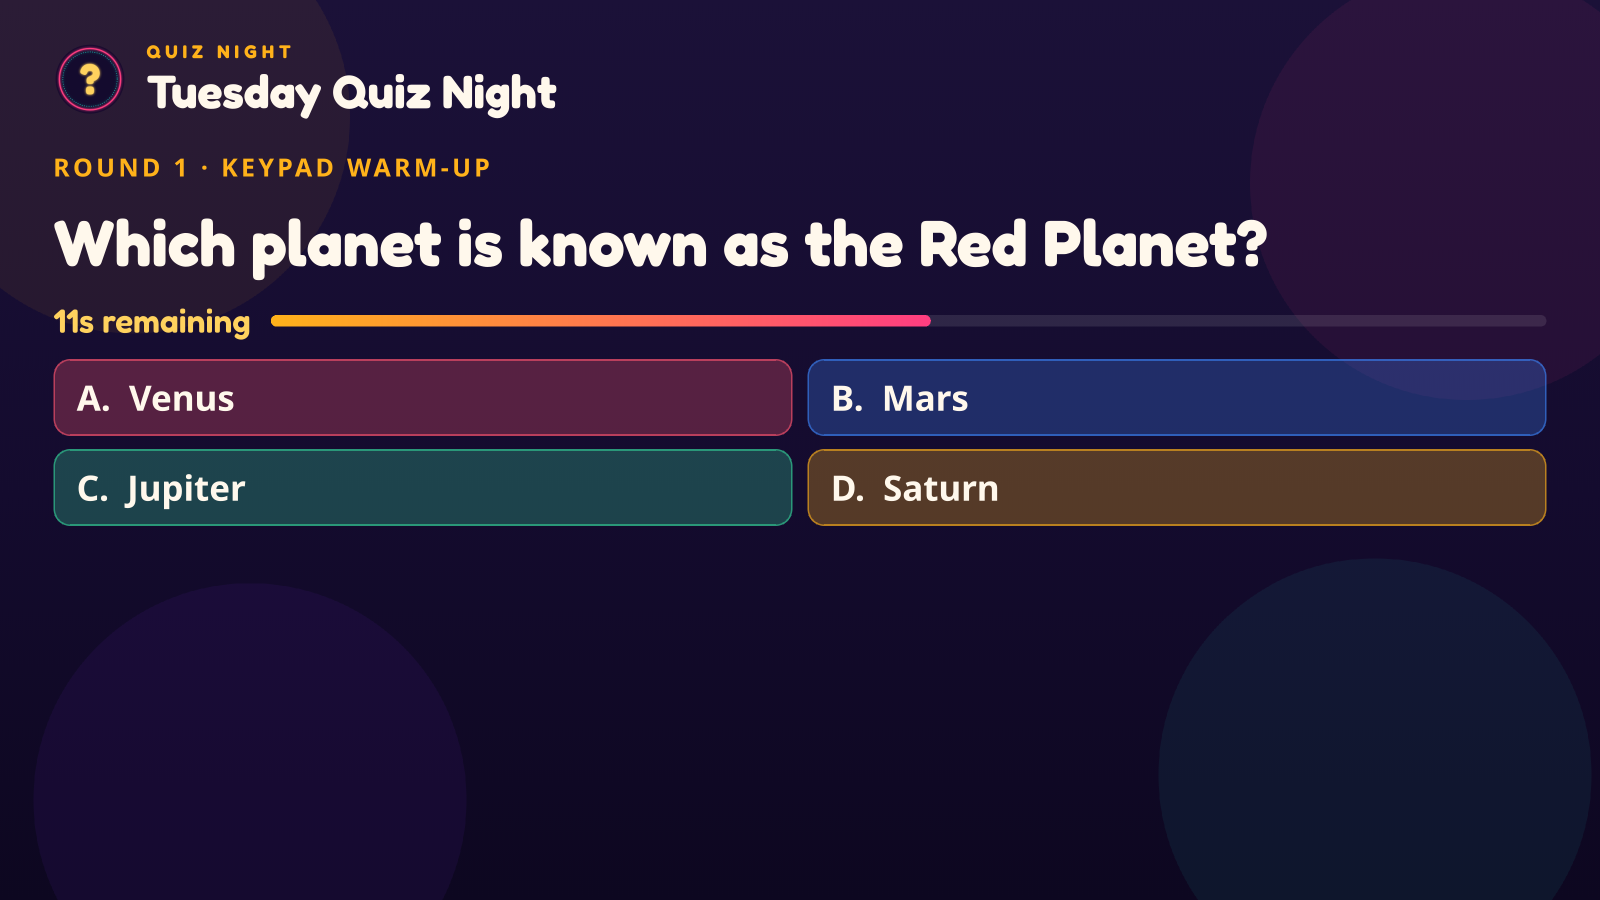 ?
QUIZ NIGHT
Tuesday Quiz Night
ROUND 1 · KEYPAD WARM-UP
Which planet is known as the Red Planet?
11s remaining
A. Venus
B. Mars
C. Jupiter
D. Saturn